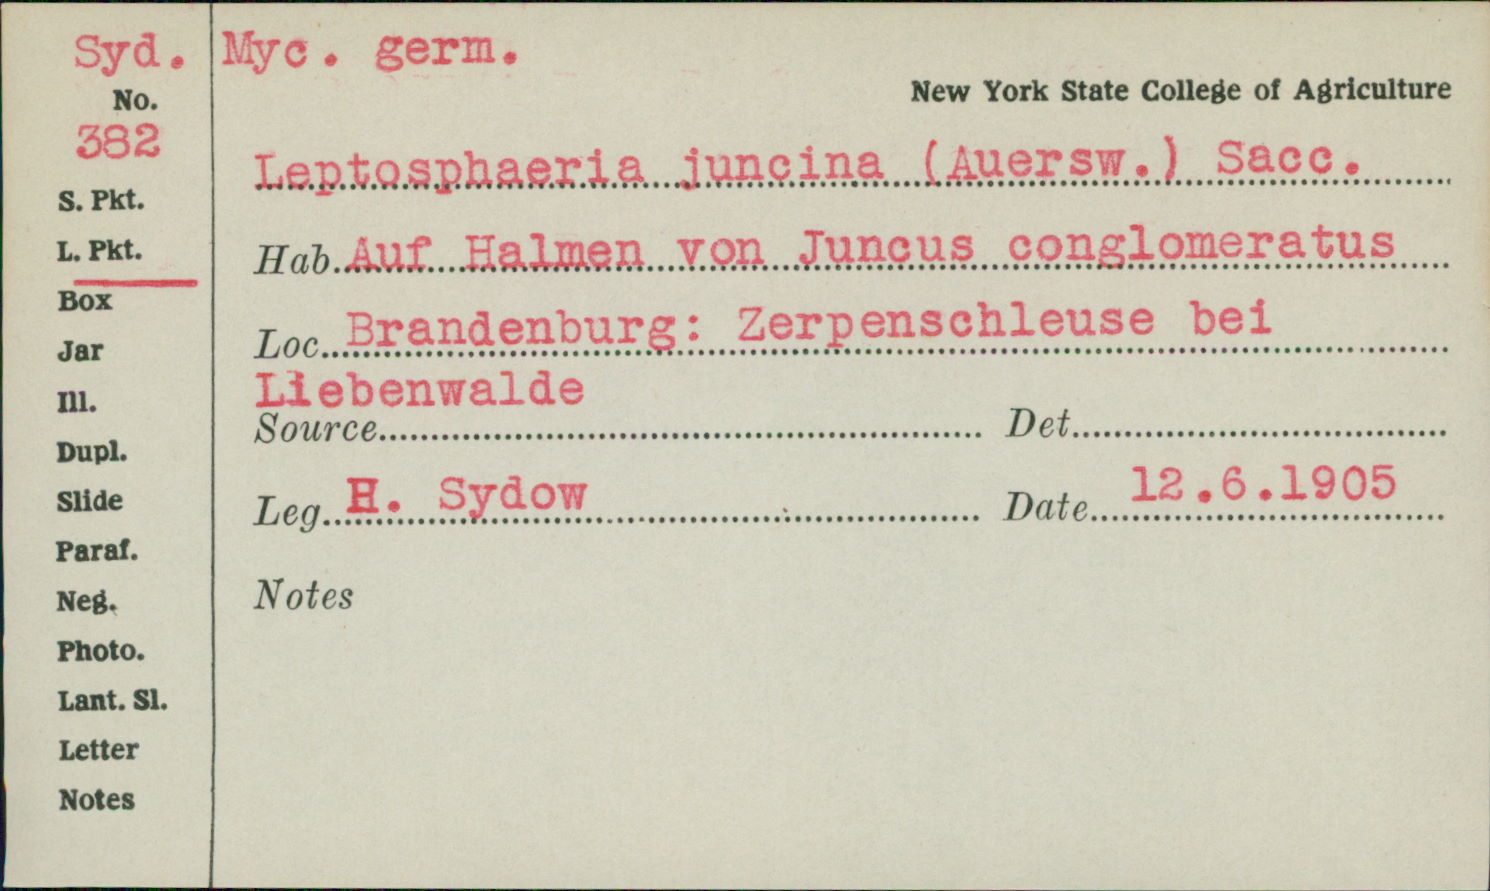 Syd. Myc. germ.
No.
382
New York State College of Agriculture
Leptosphaeria juncina (Auersw.) Sacc.
S. Pkt.
L. Pkt.
Hab. Auf Halmen von Juncus conglomeratus
Box
Loc. Brandenburg: Zerpenschleuse bei
Jar
Liebenwalde
Ill.
Source Det.
Dupl.
Slide
Leg. H. Sydow Date 12.6.1905
Paraf.
Neg.
Notes
Photo.
Lant. Sl.
Letter
Notes